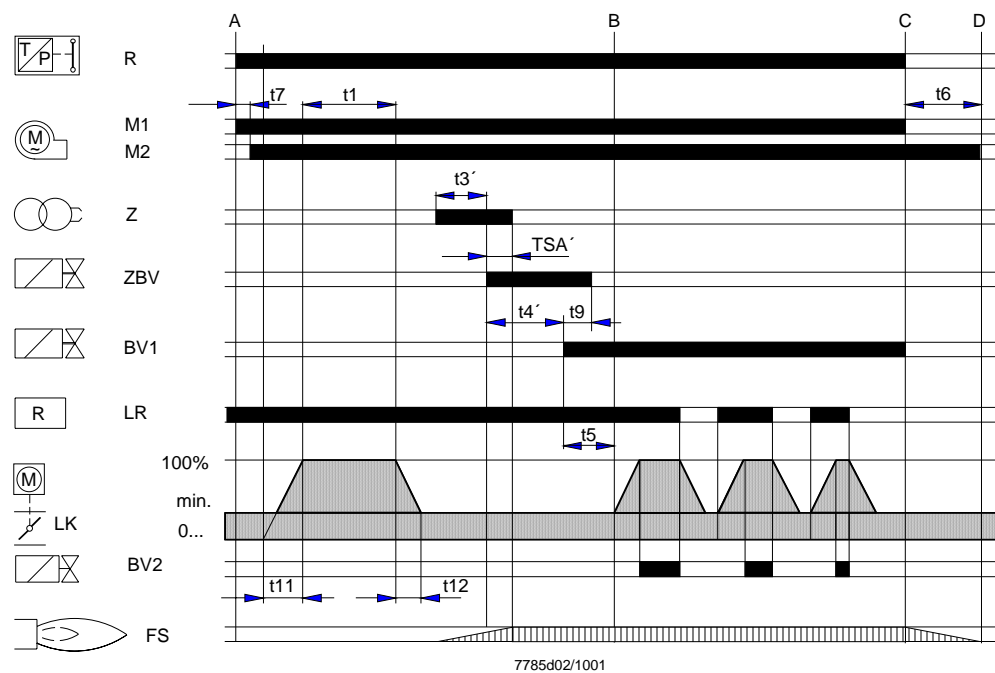 A B C D
T P R
t7 t1 t6
M1
M ~
M2
t3´
Z
TSA´
ZBV
t4´ t9
BV1
R LR
t5
100%
M
min.
LK
0...
BV2
t11 t12
FS
7785d02/1001